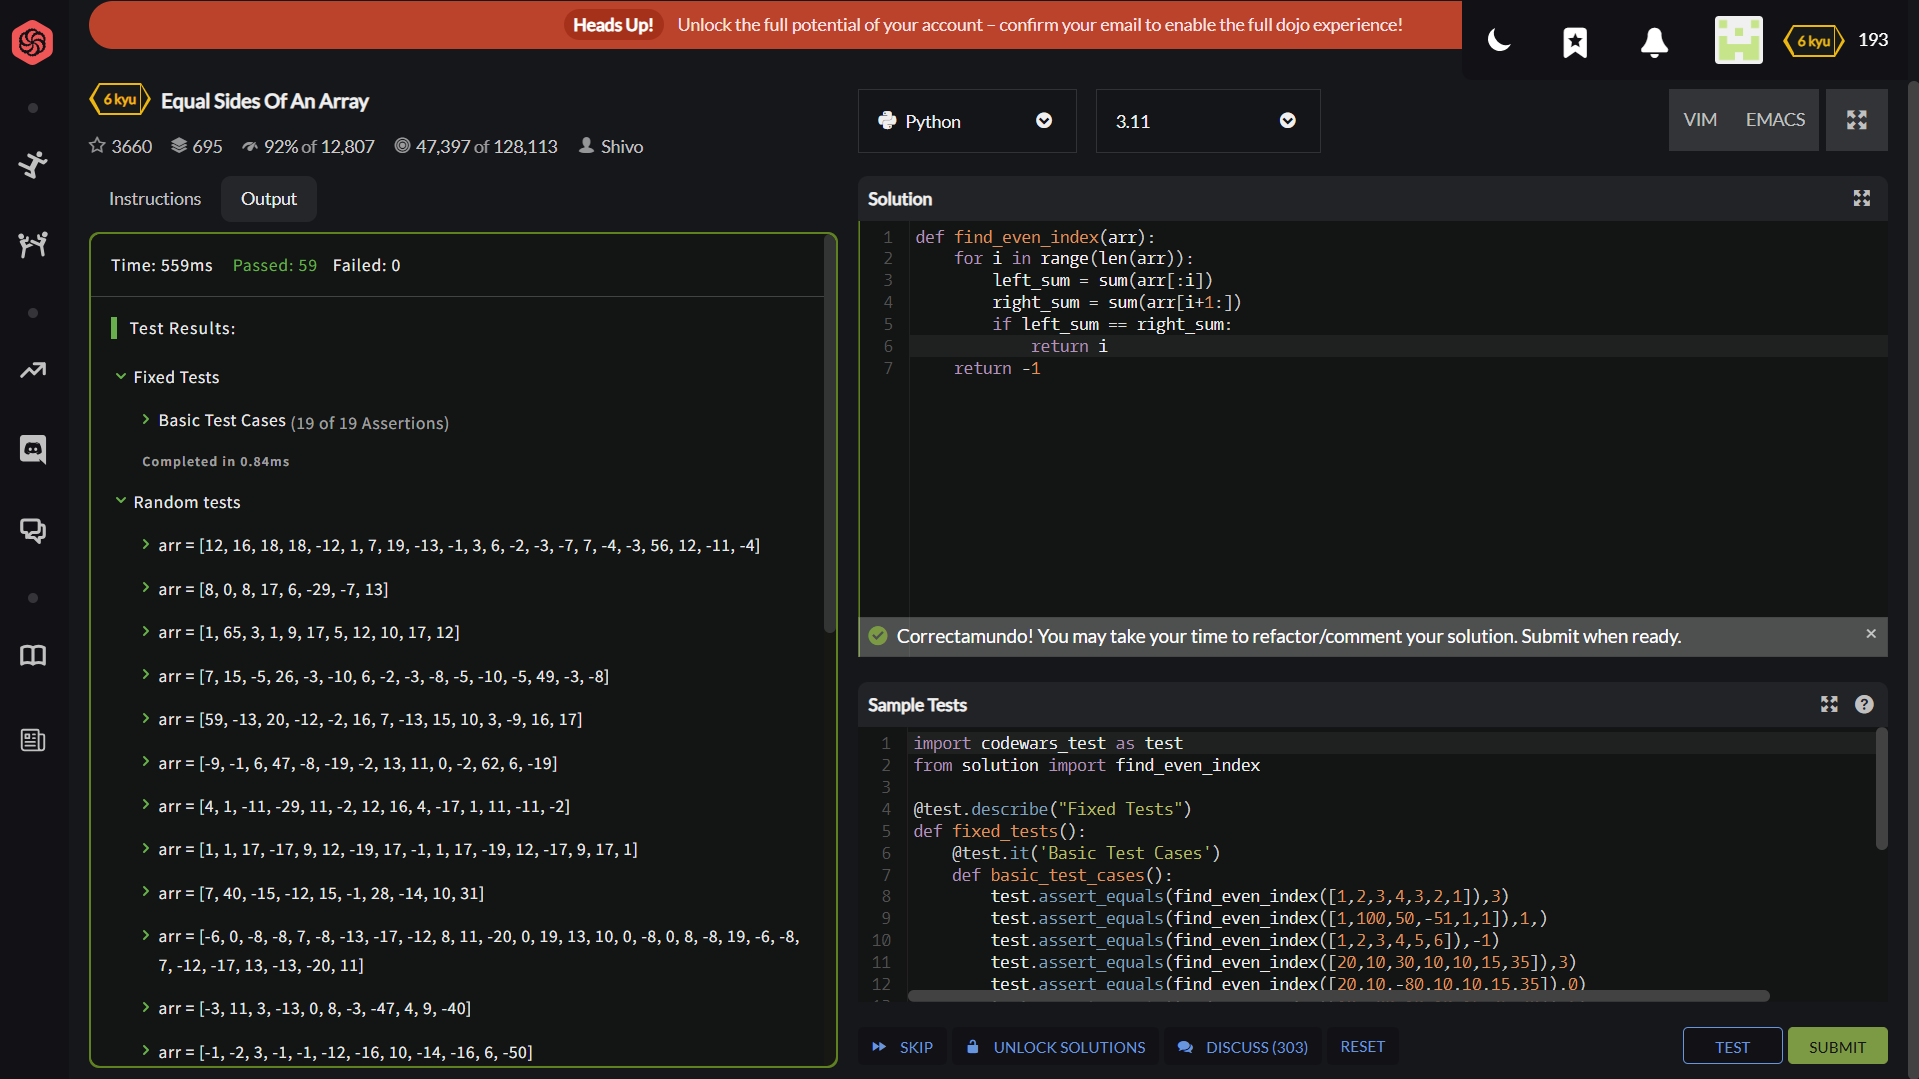 Heads Up! Unlock the full potential of your account – confirm your email to enable the full dojo experience!
6 kyu 193
6 kyu Equal Sides Of An Array
3660 695 92% of 12,807 47,397 of 128,113 Shivo
Python 3.11 VIM EMACS
Instructions Output
Time: 559ms Passed: 59 Failed: 0
Test Results:
Fixed Tests
Basic Test Cases (19 of 19 Assertions)
Completed in 0.84ms
Random tests
arr = [12, 16, 18, 18, -12, 1, 7, 19, -13, -1, 3, 6, -2, -3, -7, 7, -4, -3, 56, 12, -11, -4]
arr = [8, 0, 8, 17, 6, -29, -7, 13]
arr = [1, 65, 3, 1, 9, 17, 5, 12, 10, 17, 12]
arr = [7, 15, -5, 26, -3, -10, 6, -2, -3, -8, -5, -10, -5, 49, -3, -8]
arr = [59, -13, 20, -12, -2, 16, 7, -13, 15, 10, 3, -9, 16, 17]
arr = [-9, -1, 6, 47, -8, -19, -2, 13, 11, 0, -2, 62, 6, -19]
arr = [4, 1, -11, -29, 11, -2, 12, 16, 4, -17, 1, 11, -11, -2]
arr = [1, 1, 17, -17, 9, 12, -19, 17, -1, 1, 17, -19, 12, -17, 9, 17, 1]
arr = [7, 40, -15, -12, 15, -1, 28, -14, 10, 31]
arr = [-6, 0, -8, -8, 7, -8, -13, -17, -12, 8, 11, -20, 0, 19, 13, 10, 0, -8, 0, 8, -8, 19, -6, -8,
7, -12, -17, 13, -13, -20, 11]
arr = [-3, 11, 3, -13, 0, 8, -3, -47, 4, 9, -40]
arr = [-1, -2, 3, -1, -1, -12, -16, 10, -14, -16, 6, -50]
Solution
1 def find_even_index(arr):
2 for i in range(len(arr)):
3 left_sum = sum(arr[:i])
4 right_sum = sum(arr[i+1:])
5 if left_sum == right_sum:
6 return i
7 return -1
Correctamundo! You may take your time to refactor/comment your solution. Submit when ready.
Sample Tests
1 import codewars_test as test
2 from solution import find_even_index
3
4 @test.describe("Fixed Tests")
5 def fixed_tests():
6 @test.it('Basic Test Cases')
7 def basic_test_cases():
8 test.assert_equals(find_even_index([1,2,3,4,3,2,1]),3)
9 test.assert_equals(find_even_index([1,100,50,-51,1,1]),1,)
10 test.assert_equals(find_even_index([1,2,3,4,5,6]),-1)
11 test.assert_equals(find_even_index([20,10,30,10,10,15,35]),3)
12 test.assert_equals(find_even_index([20,10,-80,10,10,15,35]),0)
SKIP UNLOCK SOLUTIONS DISCUSS (303) RESET TEST SUBMIT